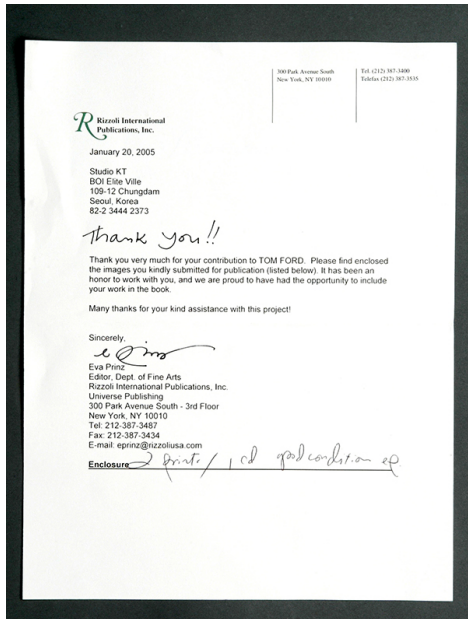 300 Park Avenue South
New York, NY 10010
Tel. (212) 387-3400
Telefax (212) 387-3535
Rizzoli International
Publications, Inc.
January 20, 2005
Studio KT
BOI Elite Ville
109-12 Chungdam
Seoul, Korea
82-2 3444 2373
Thank you!!
Thank you very much for your contribution to TOM FORD. Please find enclosed
the images you kindly submitted for publication (listed below). It has been an
honor to work with you, and we are proud to have had the opportunity to include
your work in the book.
Many thanks for your kind assistance with this project!
Sincerely,
Eva Prinz
Editor, Dept. of Fine Arts
Rizzoli International Publications, Inc.
Universe Publishing
300 Park Avenue South - 3rd Floor
New York, NY 10010
Tel: 212-387-3487
Fax: 212-387-3434
E-mail: eprinz@rizzoliusa.com
Enclosure 2 prints / 1 cd good condition ep